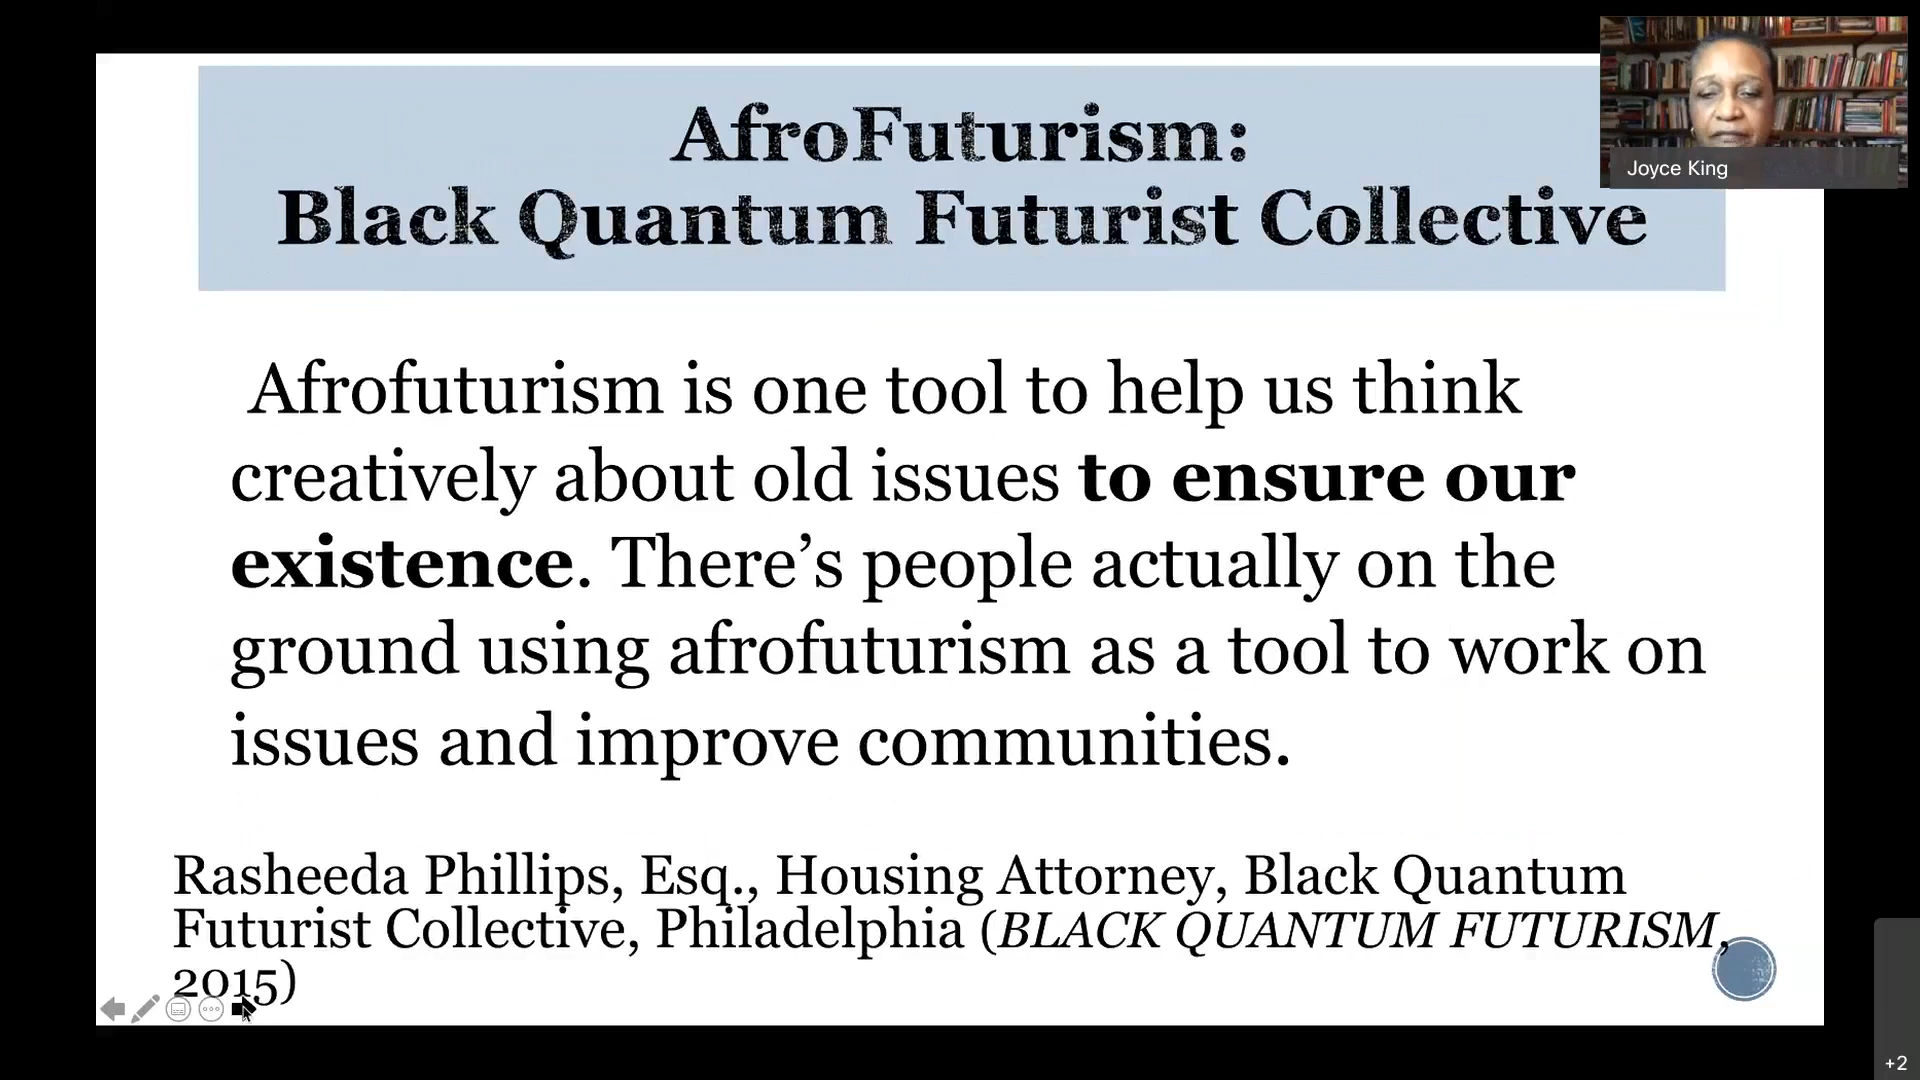 AfroFuturism:
Black Quantum Futurist Collective
Joyce King
Afrofuturism is one tool to help us think
creatively about old issues to ensure our
existence. There’s people actually on the
ground using afrofuturism as a tool to work on
issues and improve communities.
Rasheeda Phillips, Esq., Housing Attorney, Black Quantum
Futurist Collective, Philadelphia (BLACK QUANTUM FUTURISM,
2015)
+2